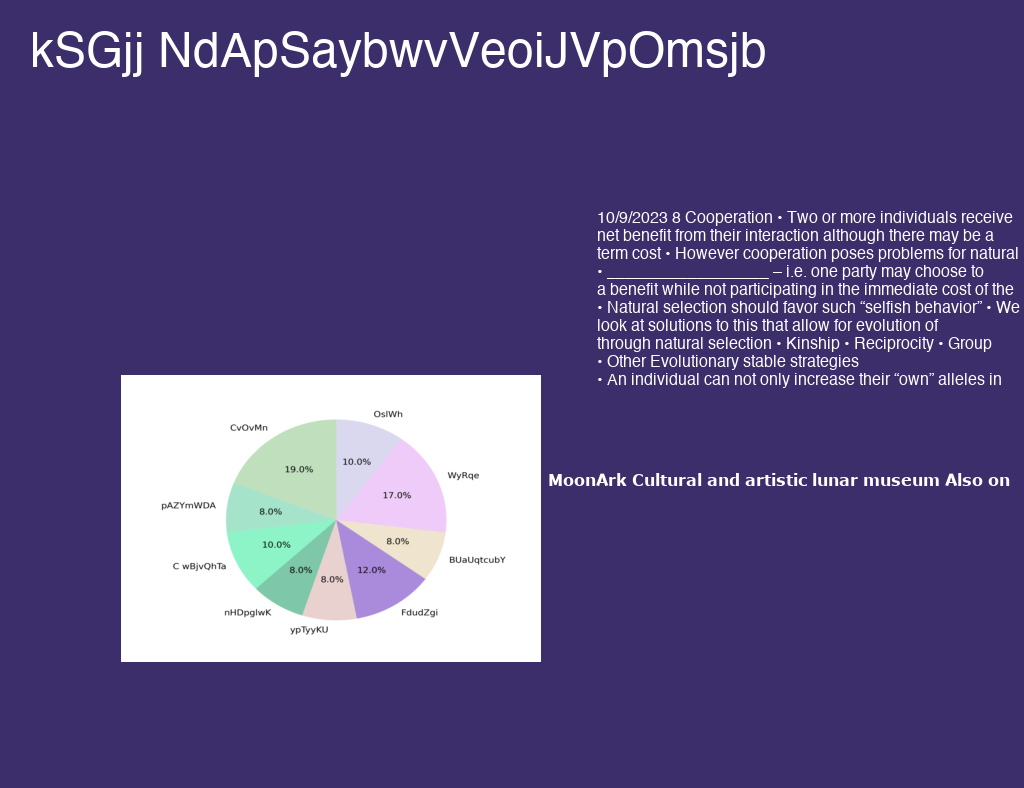 kSGjj NdApSaybwvVeoiJVpOmsjb
10/9/2023 8 Cooperation • Two or more individuals receive
net benefit from their interaction although there may be a
term cost • However cooperation poses problems for natural
• ___________________ – i.e. one party may choose to
a benefit while not participating in the immediate cost of the
• Natural selection should favor such “selfish behavior” • We
look at solutions to this that allow for evolution of
through natural selection • Kinship • Reciprocity • Group
• Other Evolutionary stable strategies
• An individual can not only increase their “own” alleles in
OsIWh
CvOvMn
10.0%
19.0%
WyRqe
17.0%
pAZYmWDA
8.0%
8.0%
10.0%
BUaUqtcubY
C wBjvQhTa
8.0%
12.0%
8.0%
nHDpgIwK
FdudZgi
ypTyyKU
MoonArk Cultural and artistic lunar museum Also on